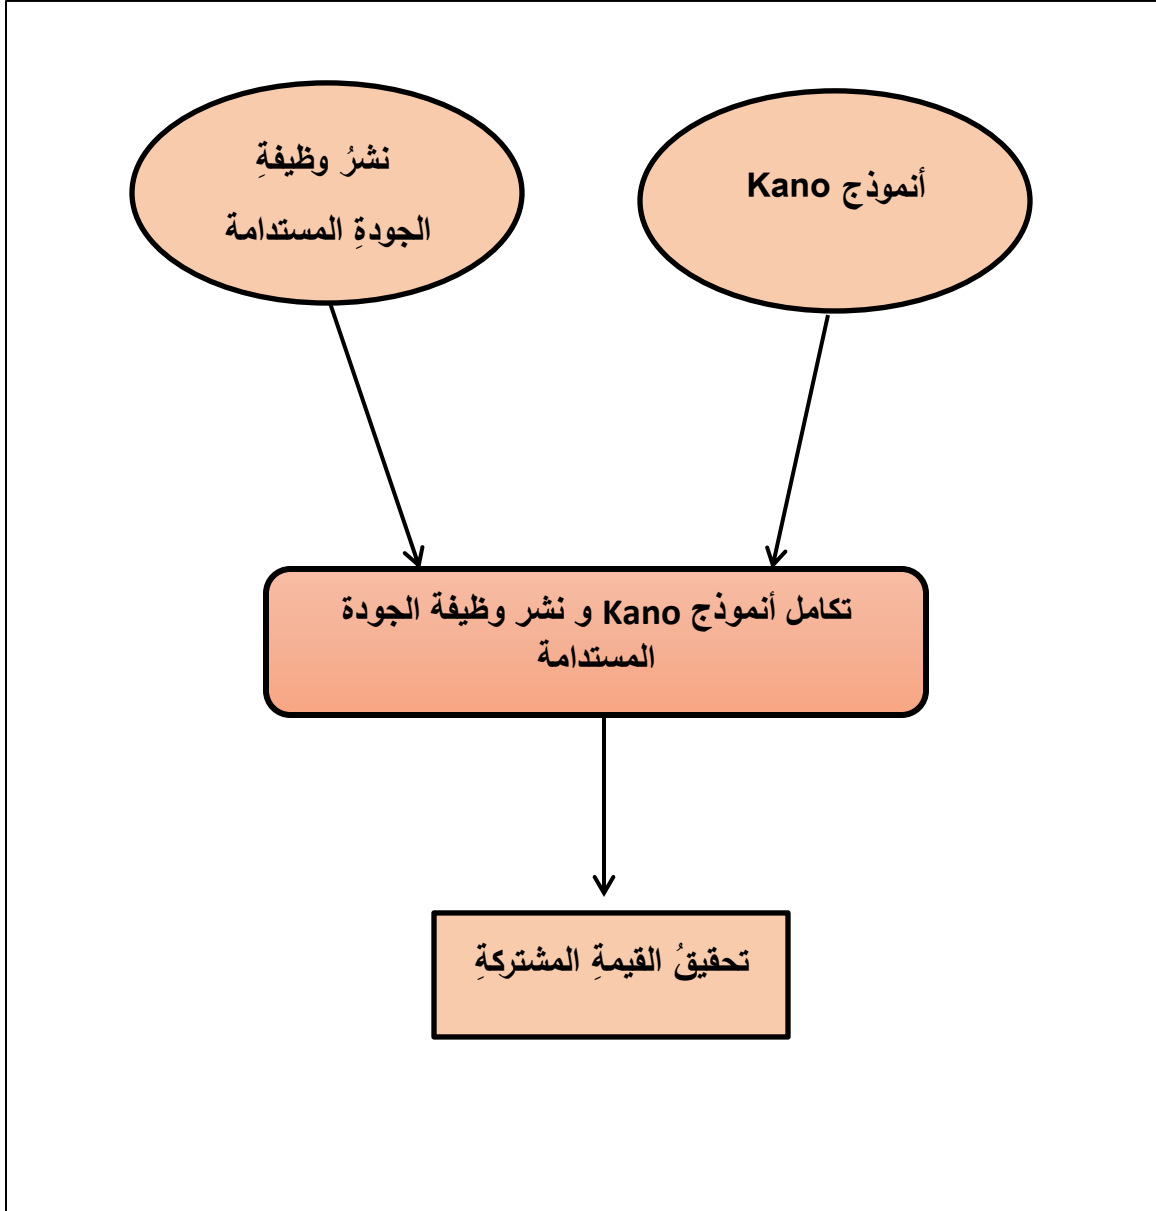 أنموذج Kano
نشرُ وظيفةِ
الجودةِ المستدامة
تكامل أنموذج Kano و نشر وظيفة الجودة
المستدامة
تحقيقُ القيمةِ المشتركةِ